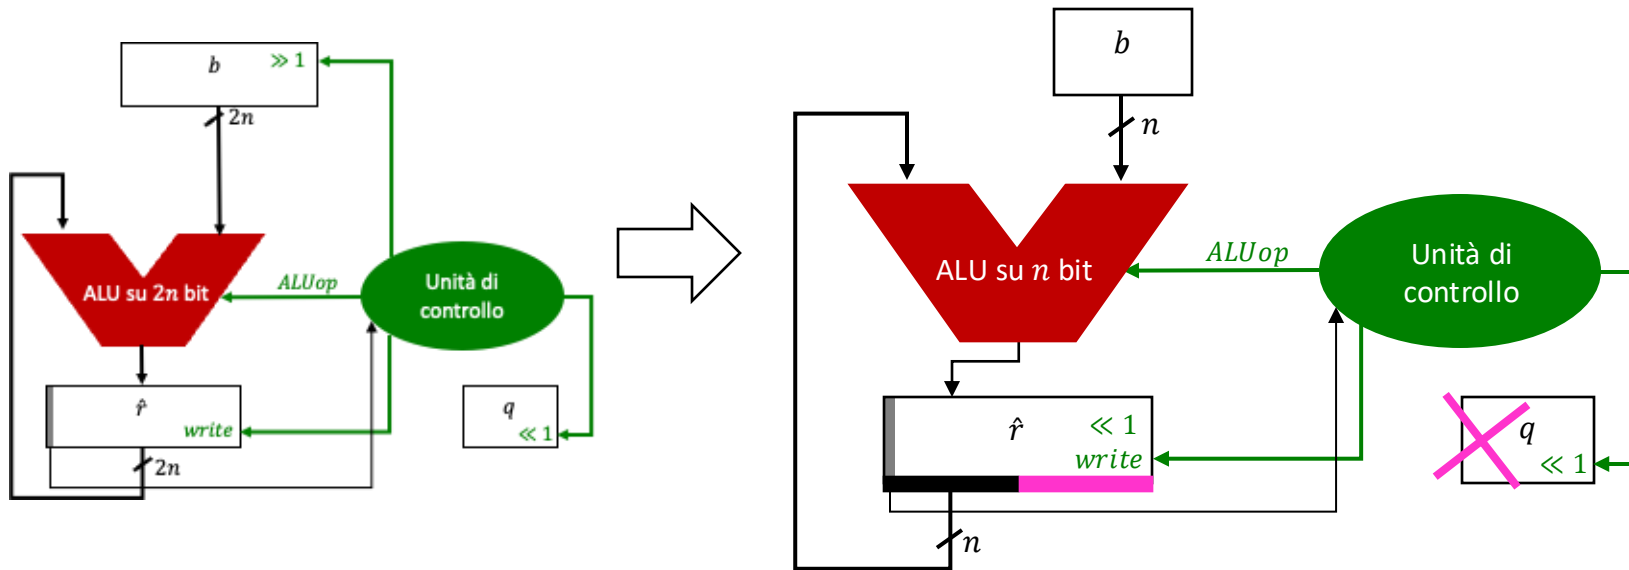 b
≫ 1
2n
ALU su 2n bit
ALUop
Unità di
controllo
r̂
write
2n
q
≪ 1
b
n
ALU su n bit
ALUop
Unità di
controllo
r̂
≪ 1
write
n
q
≪ 1